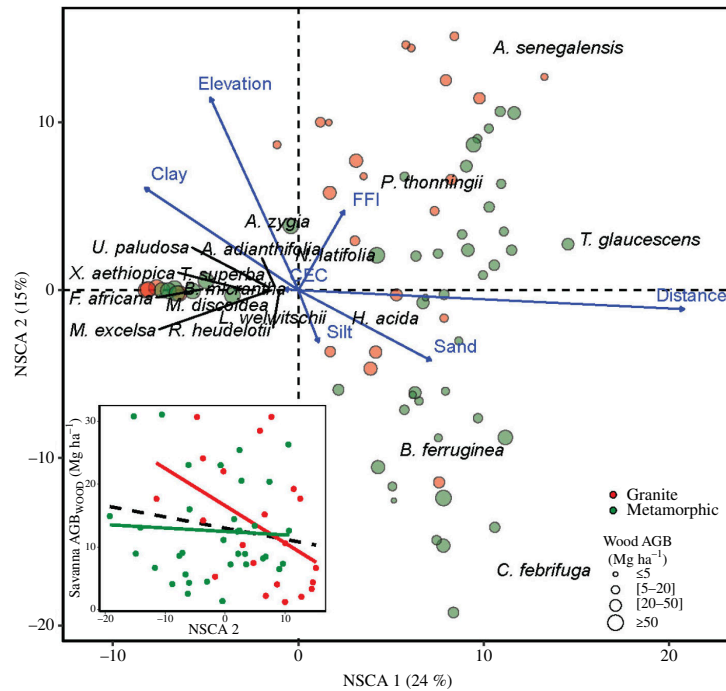 A. senegalensis
10
Elevation
Clay
P. thonningii
FFI
A. zygia
U. paludosa
A. adianthifolia
N. latifolia
T. glaucescens
X. aethiopica
T. superba
CEC
0
F. africana
B. micrantha
Distance
M. discoidea
M. excelsa
R. heudelotii
L. welwitschii
H. acida
Silt
Sand
NSCA 2 (15%)
−10
−20
B. ferruginea
C. febrifuga
Granite
Metamorphic
Wood AGB
(Mg ha−1)
≤5
[5–20]
[20–50]
≥50
Savanna AGBWOOD (Mg ha−1)
30
20
10
0
−20
−10
0
10
NSCA 2
−10
0
10
20
NSCA 1 (24 %)